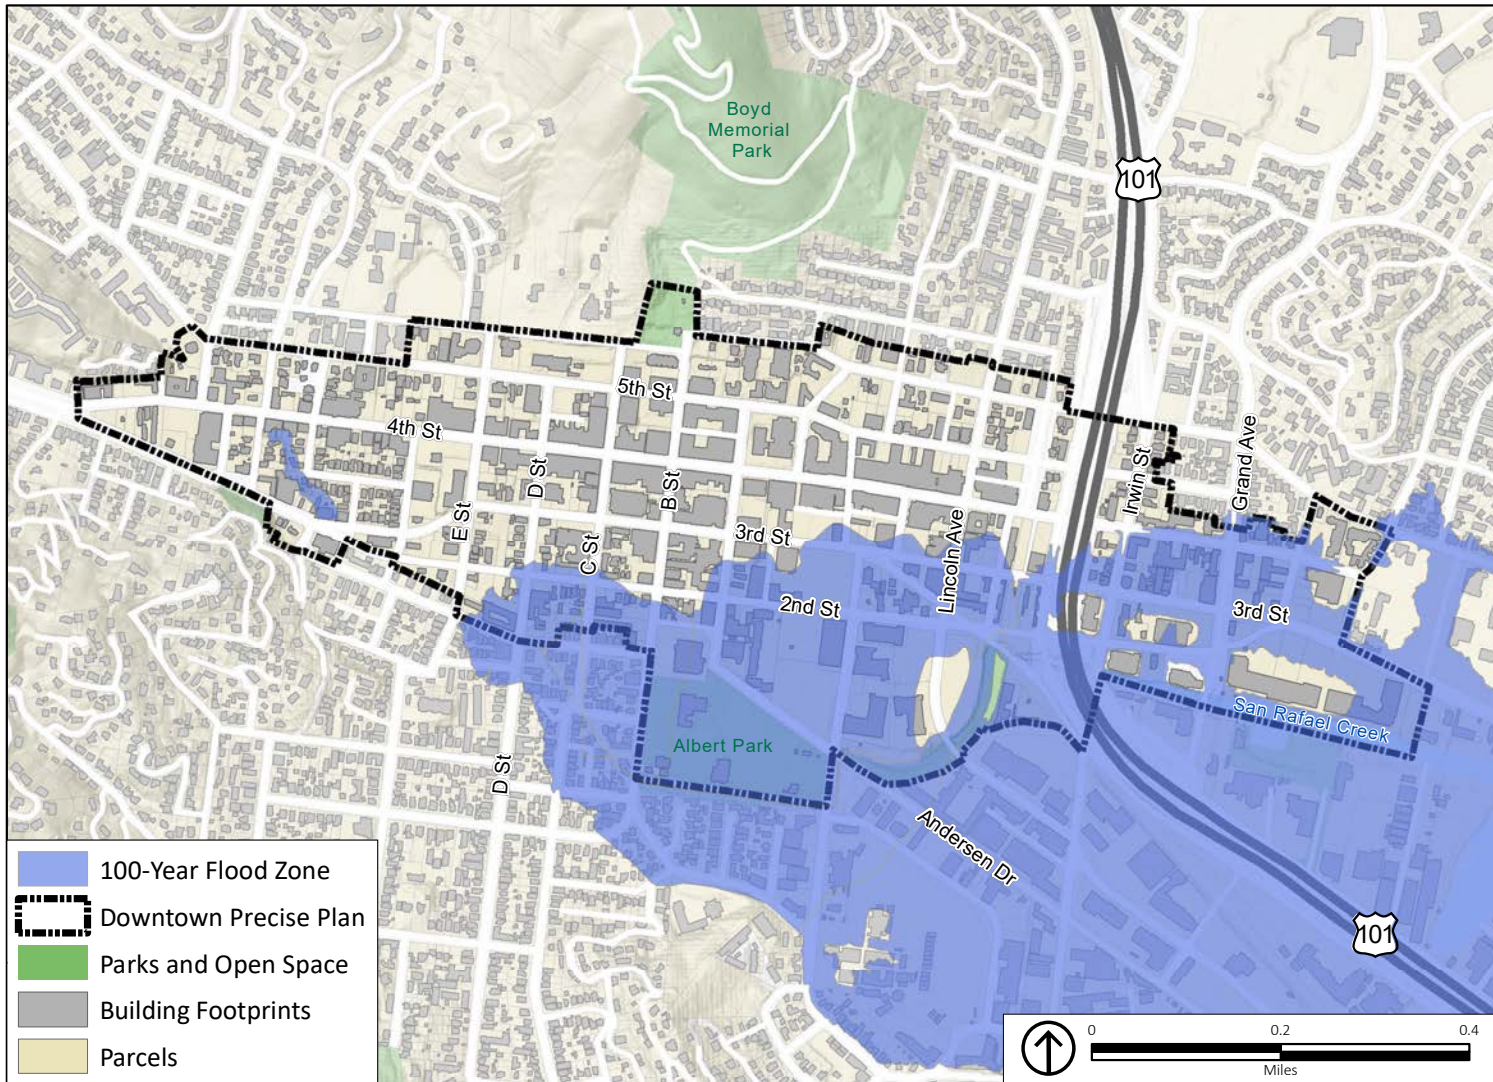 Boyd
Memorial
Park
101
5th St
4th St
Grand Ave
Irwin St
D St
B St
E St
3rd St
C St
Lincoln Ave
2nd St
3rd St
San Rafael Creek
Albert Park
D St
Andersen Dr
101
100-Year Flood Zone
Downtown Precise Plan
Parks and Open Space
Building Footprints
Parcels
0 0.2 0.4
Miles